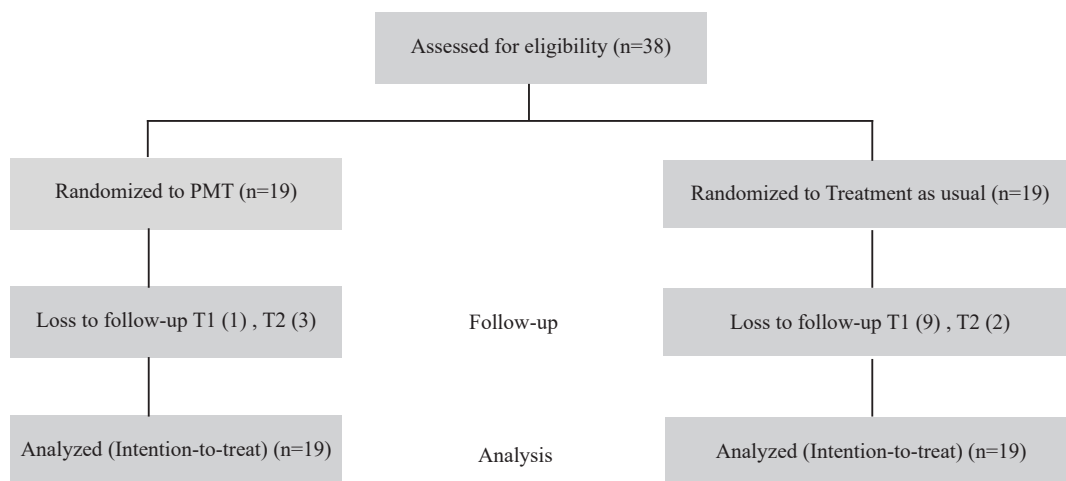 Assessed for eligibility (n=38)
Randomized to PMT (n=19)
Randomized to Treatment as usual (n=19)
Loss to follow-up T1 (1) , T2 (3)
Follow-up
Loss to follow-up T1 (9) , T2 (2)
Analyzed (Intention-to-treat) (n=19)
Analysis
Analyzed (Intention-to-treat) (n=19)